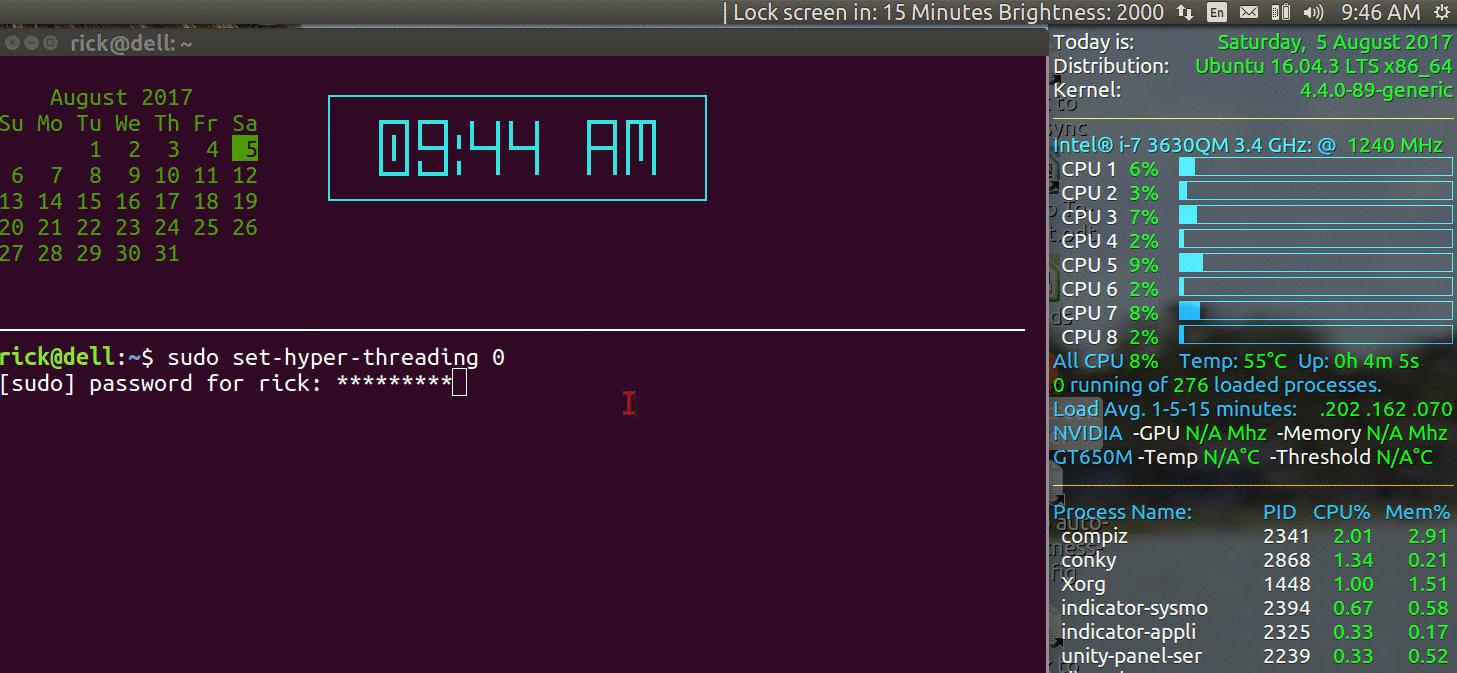 | Lock screen in: 15 Minutes Brightness: 2000 En 9:46 AM
rick@dell: ~
August 2017
Su Mo Tu We Th Fr Sa
1 2 3 4 5
6 7 8 9 10 11 12
13 14 15 16 17 18 19
20 21 22 23 24 25 26
27 28 29 30 31
09:44 AM
rick@dell:~$ sudo set-hyper-threading 0
[sudo] password for rick: *********
Today is: Saturday, 5 August 2017
Distribution: Ubuntu 16.04.3 LTS x86_64
Kernel: 4.4.0-89-generic
Intel® i-7 3630QM 3.4 GHz: @ 1240 MHz
CPU 1 6%
CPU 2 3%
CPU 3 7%
CPU 4 2%
CPU 5 9%
CPU 6 2%
CPU 7 8%
CPU 8 2%
All CPU 8% Temp: 55°C Up: 0h 4m 5s
0 running of 276 loaded processes.
Load Avg. 1-5-15 minutes: .202 .162 .070
NVIDIA -GPU N/A Mhz -Memory N/A Mhz
GT650M -Temp N/A°C -Threshold N/A°C
Process Name: PID CPU% Mem%
compiz 2341 2.01 2.91
conky 2868 1.34 0.21
Xorg 1448 1.00 1.51
indicator-sysmo 2394 0.67 0.58
indicator-appli 2325 0.33 0.17
unity-panel-ser 2239 0.33 0.52